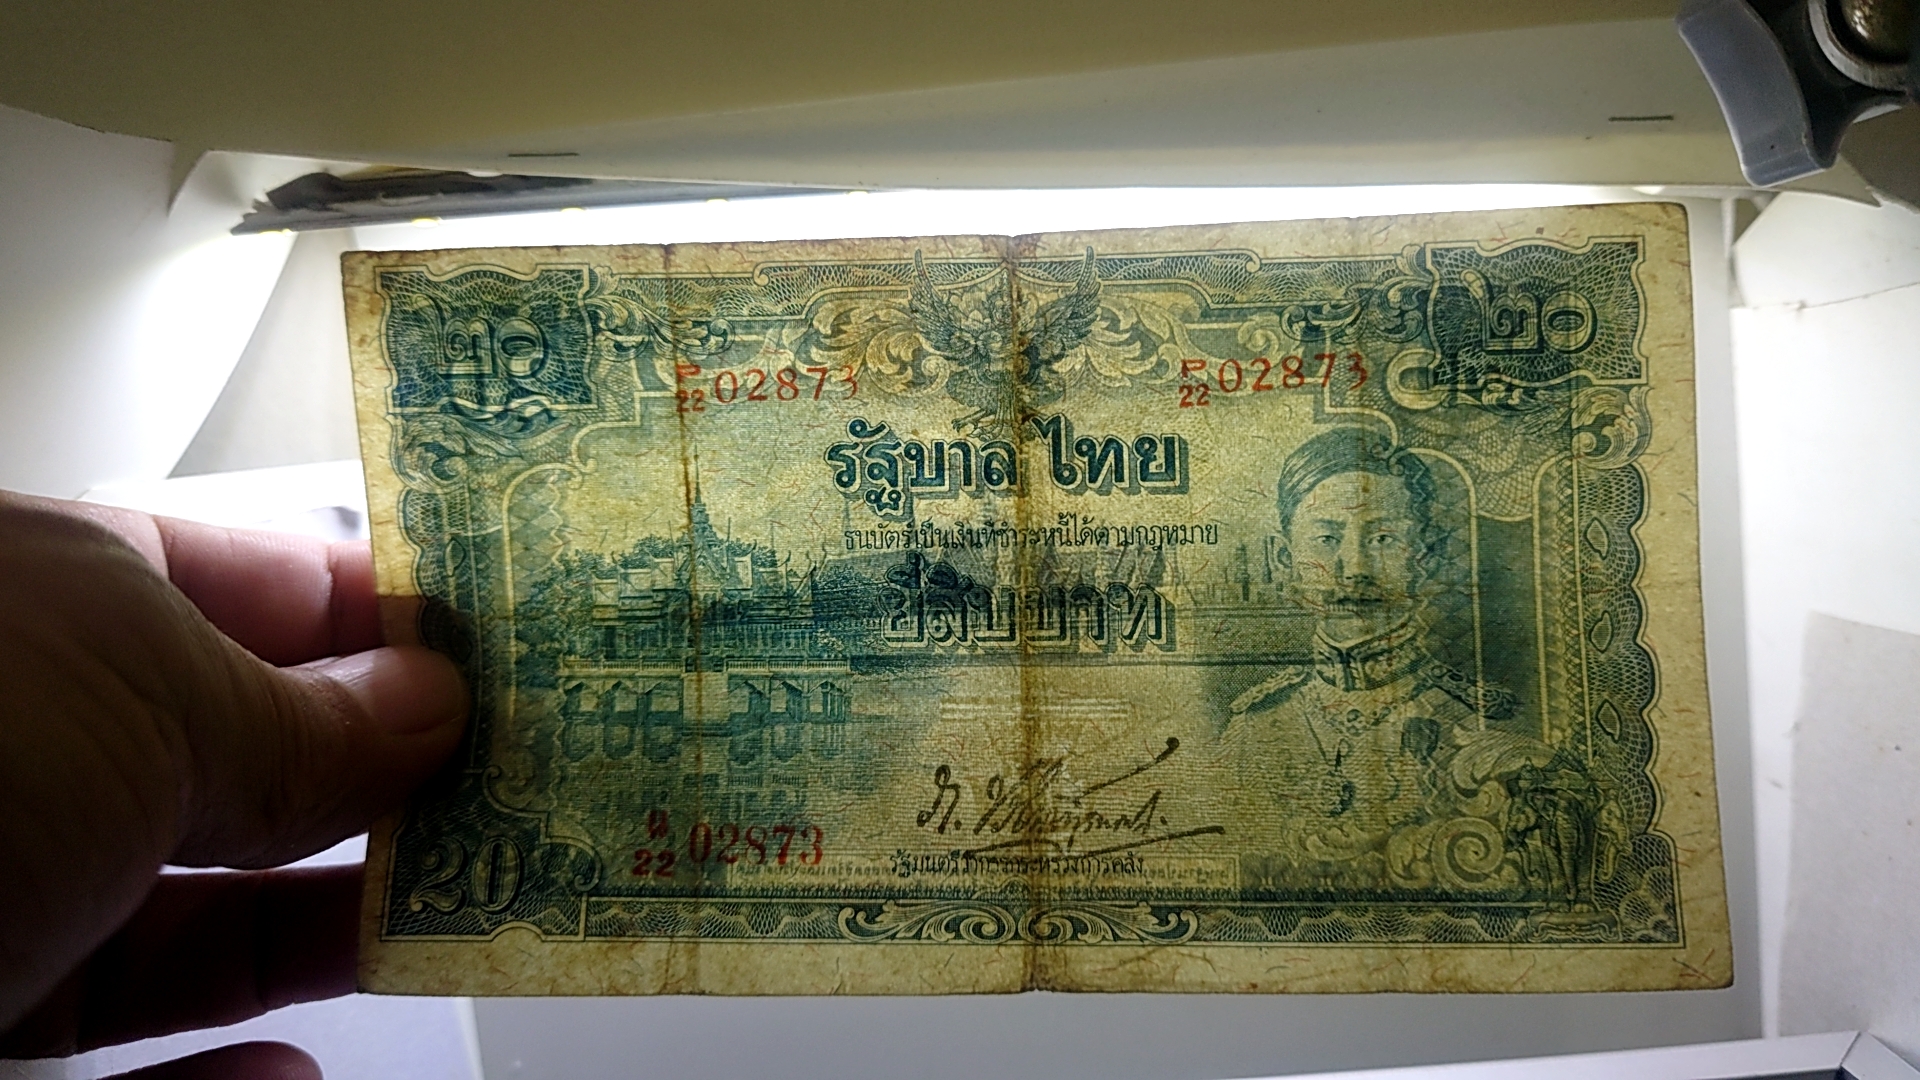 ๒๐ ๒๐
P/22 02873 P/22 02873
รัฐบาลไทย
ธนบัตร์เป็นเงินที่ชำระหนี้ได้ตามกฎหมาย
ยี่สิบบาท
22 02873
รัฐมนตรีว่าการกระทรวงการคลัง
20